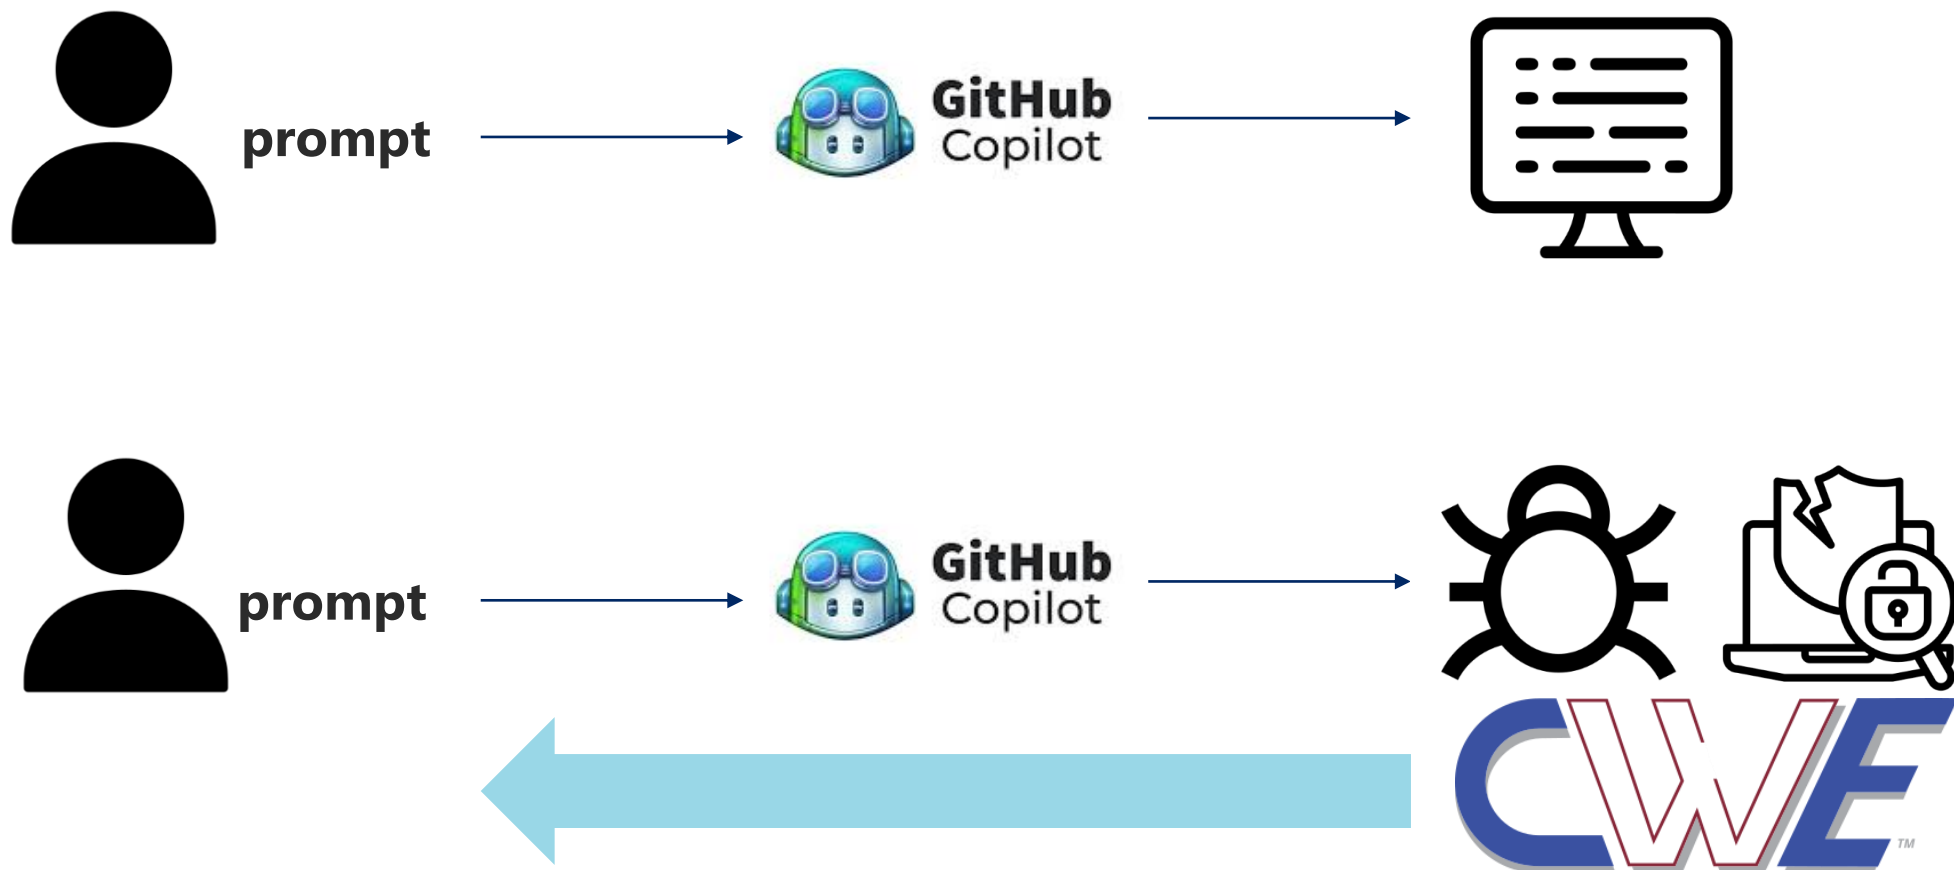 prompt
GitHub
Copilot
prompt
GitHub
Copilot
CWE
TM